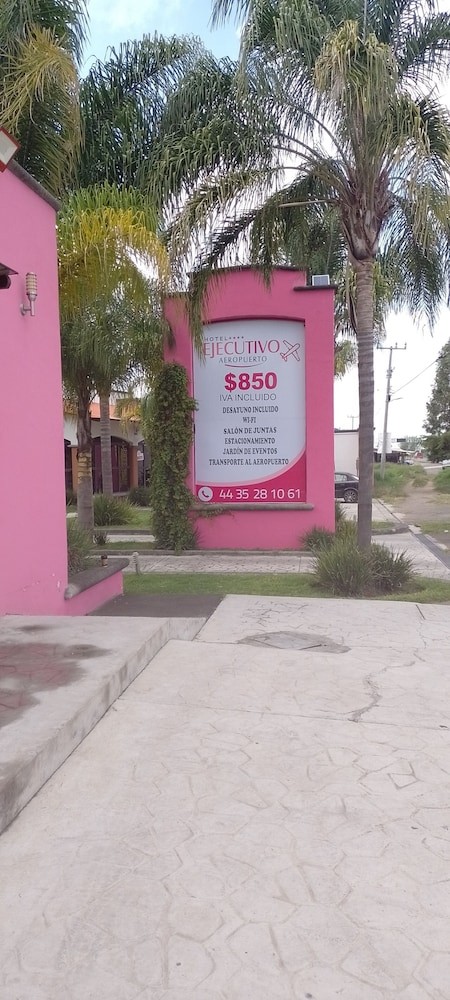 HOTEL****
EJECUTIVO
AEROPUERTO
$850
IVA INCLUIDO
DESAYUNO INCLUIDO
WI-FI
SALÓN DE JUNTAS
ESTACIONAMIENTO
JARDÍN DE EVENTOS
TRANSPORTE AL AEROPUERTO
44 35 28 10 61